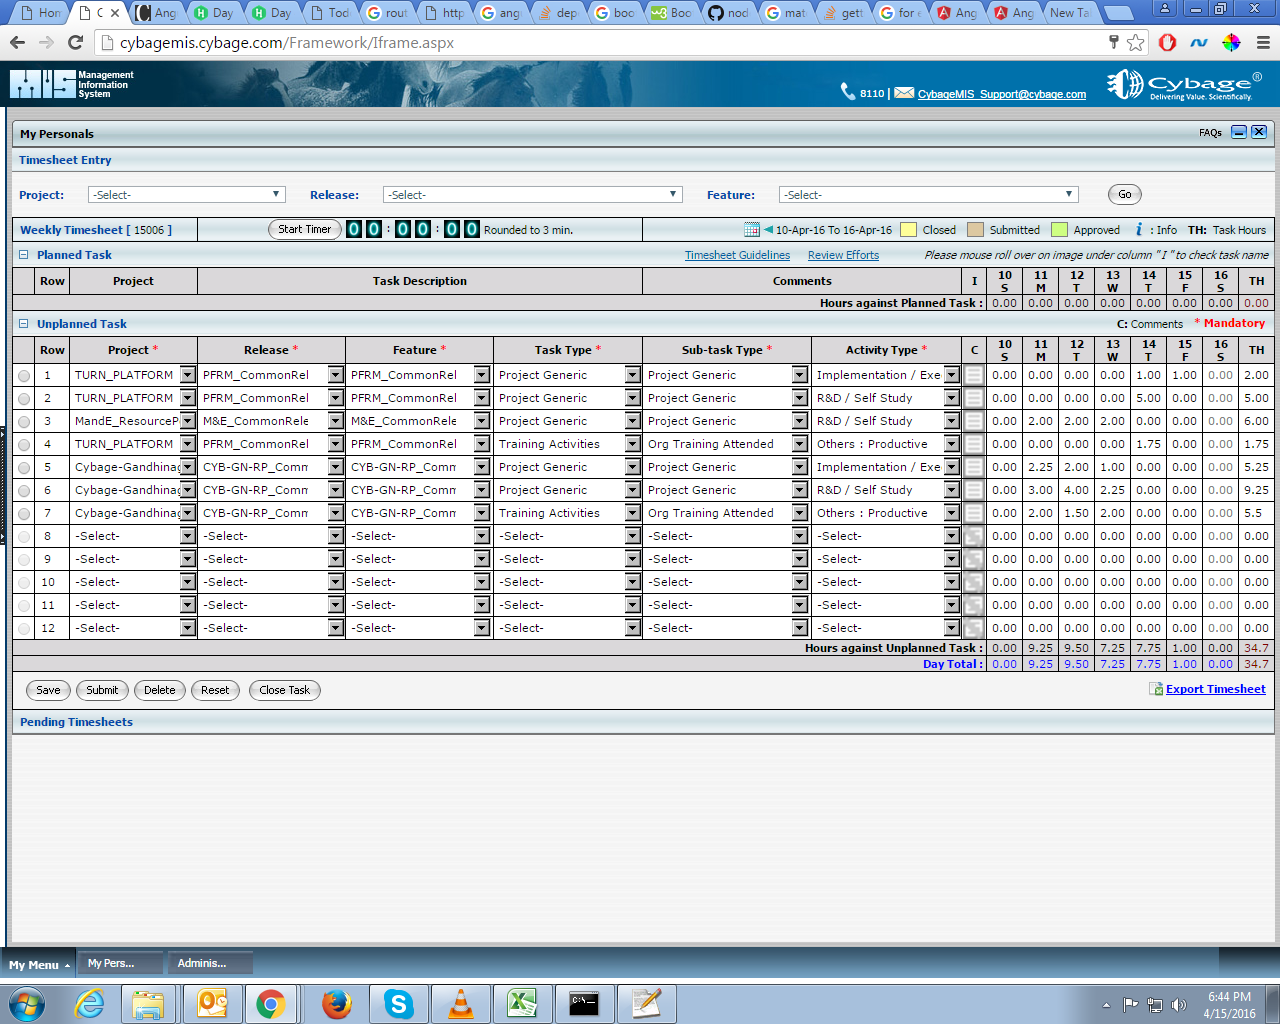 Hom
C
Ang
Day
Day
Toda
rout
http
ang
dep
boo
Boo
nod
mat
gett
for e
Ang
Ang
New Ta
cybagemis.cybage.com/Framework/Iframe.aspx
MIS Management Information System
8110 | CybageMIS_Support@cybage.com
Cybage®
Delivering Value. Scientifically.
My Personals FAQs
Timesheet Entry
Project: -Select- Release: -Select- Feature: -Select- Go
Weekly Timesheet [ 15006 ] Start Timer 00 : 00 : 00 Rounded to 3 min. 10-Apr-16 To 16-Apr-16 Closed Submitted Approved i : Info TH: Task Hours
Planned Task Timesheet Guidelines Review Efforts Please mouse roll over on image under column " I " to check task name
Row Project Task Description Comments I 10 S 11 M 12 T 13 W 14 T 15 F 16 S TH
Hours against Planned Task : 0.00 0.00 0.00 0.00 0.00 0.00 0.00 0.00
Unplanned Task C: Comments * Mandatory
Row Project * Release * Feature * Task Type * Sub-task Type * Activity Type * C 10 S 11 M 12 T 13 W 14 T 15 F 16 S TH
1 TURN_PLATFORM PFRM_CommonRel PFRM_CommonRel Project Generic Project Generic Implementation / Exe 0.00 0.00 0.00 0.00 1.00 1.00 0.00 2.00
2 TURN_PLATFORM PFRM_CommonRel PFRM_CommonRel Project Generic Project Generic R&D / Self Study 0.00 0.00 0.00 0.00 5.00 0.00 0.00 5.00
3 MandE_ResourceP M&E_CommonRele M&E_CommonRele Project Generic Project Generic R&D / Self Study 0.00 2.00 2.00 2.00 0.00 0.00 0.00 6.00
4 TURN_PLATFORM PFRM_CommonRel PFRM_CommonRel Training Activities Org Training Attended Others : Productive 0.00 0.00 0.00 0.00 1.75 0.00 0.00 1.75
5 Cybage-Gandhinag CYB-GN-RP_Comm CYB-GN-RP_Comm Project Generic Project Generic Implementation / Exe 0.00 2.25 2.00 1.00 0.00 0.00 0.00 5.25
6 Cybage-Gandhinag CYB-GN-RP_Comm CYB-GN-RP_Comm Project Generic Project Generic R&D / Self Study 0.00 3.00 4.00 2.25 0.00 0.00 0.00 9.25
7 Cybage-Gandhinag CYB-GN-RP_Comm CYB-GN-RP_Comm Training Activities Org Training Attended Others : Productive 0.00 2.00 1.50 2.00 0.00 0.00 0.00 5.5
8 -Select- -Select- -Select- -Select- -Select- -Select- 0.00 0.00 0.00 0.00 0.00 0.00 0.00 0.00
9 -Select- -Select- -Select- -Select- -Select- -Select- 0.00 0.00 0.00 0.00 0.00 0.00 0.00 0.00
10 -Select- -Select- -Select- -Select- -Select- -Select- 0.00 0.00 0.00 0.00 0.00 0.00 0.00 0.00
11 -Select- -Select- -Select- -Select- -Select- -Select- 0.00 0.00 0.00 0.00 0.00 0.00 0.00 0.00
12 -Select- -Select- -Select- -Select- -Select- -Select- 0.00 0.00 0.00 0.00 0.00 0.00 0.00 0.00
Hours against Unplanned Task : 0.00 9.25 9.50 7.25 7.75 1.00 0.00 34.7
Day Total : 0.00 9.25 9.50 7.25 7.75 1.00 0.00 34.7
Save Submit Delete Reset Close Task Export Timesheet
Pending Timesheets
My Menu My Pers... Adminis...
6:44 PM
4/15/2016